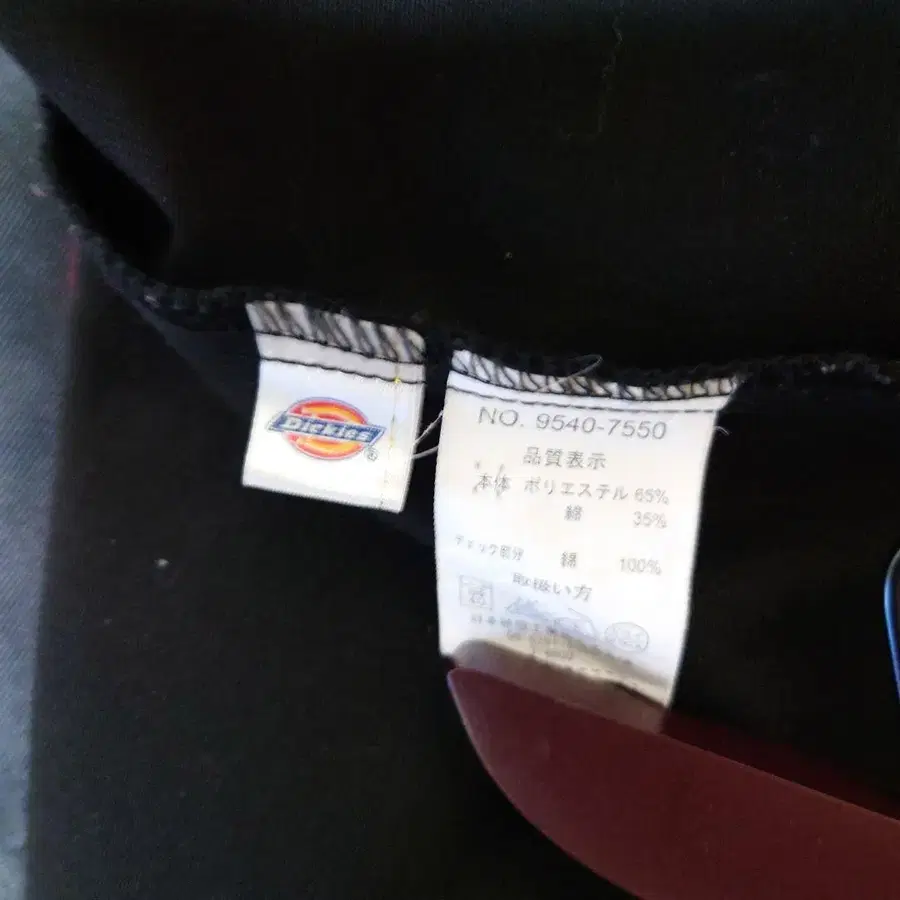 Dickies
NO. 9540-7550
品質表示
本体 ポリエステル 65%
綿 35%
チェック部分 綿 100%
取扱い方